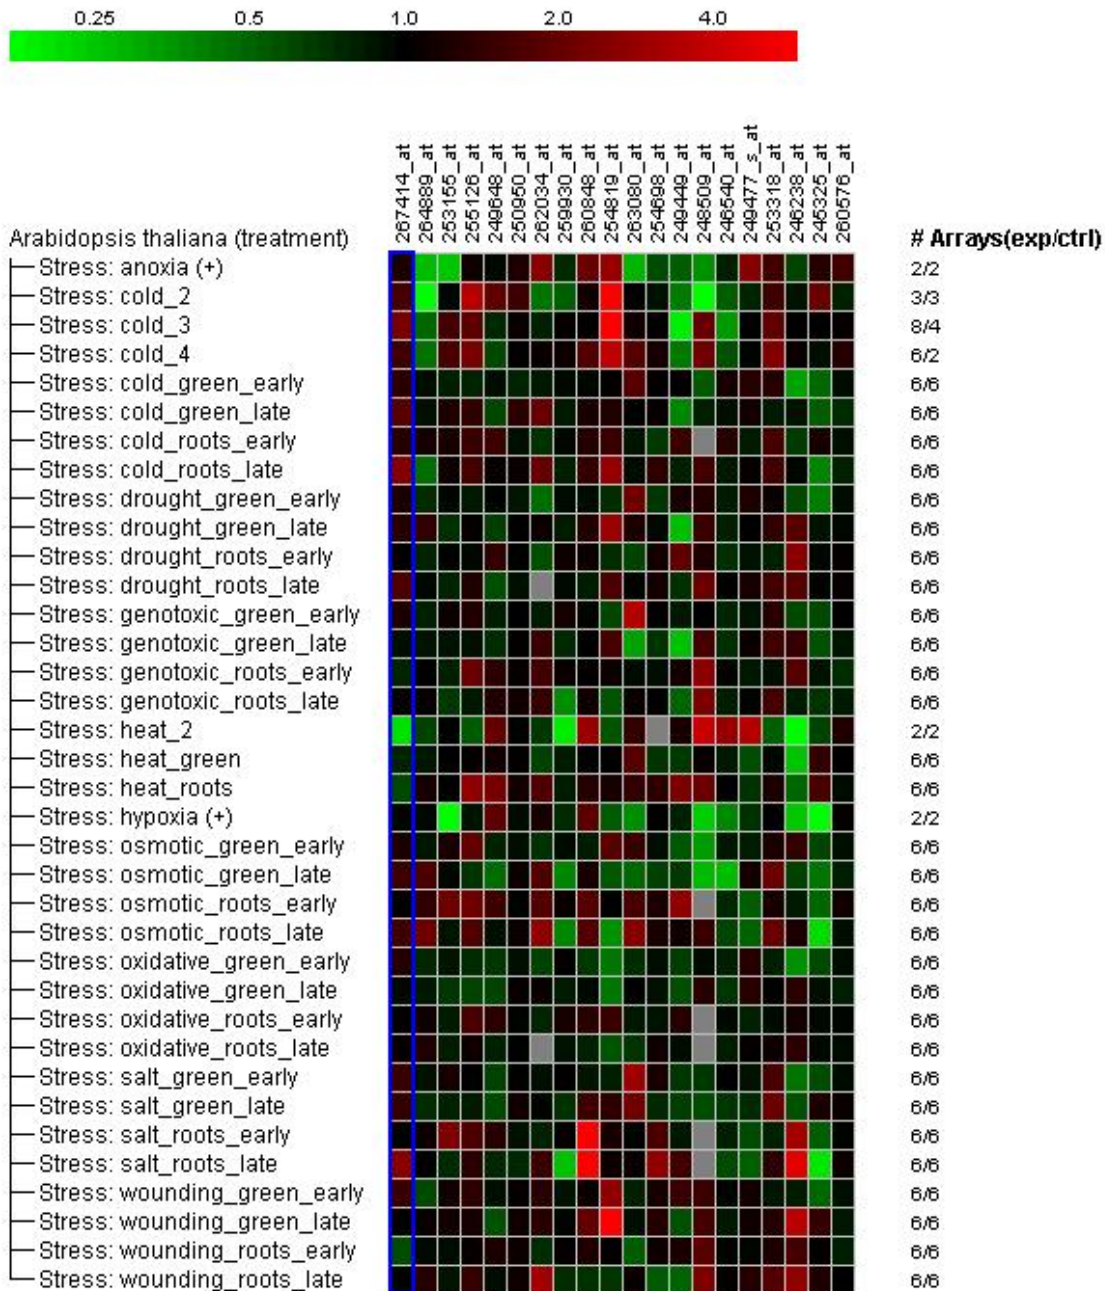 0.25 0.5 1.0 2.0 4.0
267414_at
264889_at
253155_at
255126_at
249648_at
250950_at
262034_at
259930_at
260848_at
254819_at
263080_at
254698_at
249449_at
248509_at
246540_at
249477_s_at
253318_at
246238_at
245325_at
260576_at
Arabidopsis thaliana (treatment) # Arrays(exp/ctrl)
Stress: anoxia (+) 2/2
Stress: cold_2 3/3
Stress: cold_3 8/4
Stress: cold_4 6/2
Stress: cold_green_early 6/6
Stress: cold_green_late 6/6
Stress: cold_roots_early 6/6
Stress: cold_roots_late 6/6
Stress: drought_green_early 6/6
Stress: drought_green_late 6/6
Stress: drought_roots_early 6/6
Stress: drought_roots_late 6/6
Stress: genotoxic_green_early 6/6
Stress: genotoxic_green_late 6/6
Stress: genotoxic_roots_early 6/6
Stress: genotoxic_roots_late 6/6
Stress: heat_2 2/2
Stress: heat_green 6/6
Stress: heat_roots 6/6
Stress: hypoxia (+) 2/2
Stress: osmotic_green_early 6/6
Stress: osmotic_green_late 6/6
Stress: osmotic_roots_early 6/6
Stress: osmotic_roots_late 6/6
Stress: oxidative_green_early 6/6
Stress: oxidative_green_late 6/6
Stress: oxidative_roots_early 6/6
Stress: oxidative_roots_late 6/6
Stress: salt_green_early 6/6
Stress: salt_green_late 6/6
Stress: salt_roots_early 6/6
Stress: salt_roots_late 6/6
Stress: wounding_green_early 6/6
Stress: wounding_green_late 6/6
Stress: wounding_roots_early 6/6
Stress: wounding_roots_late 6/6